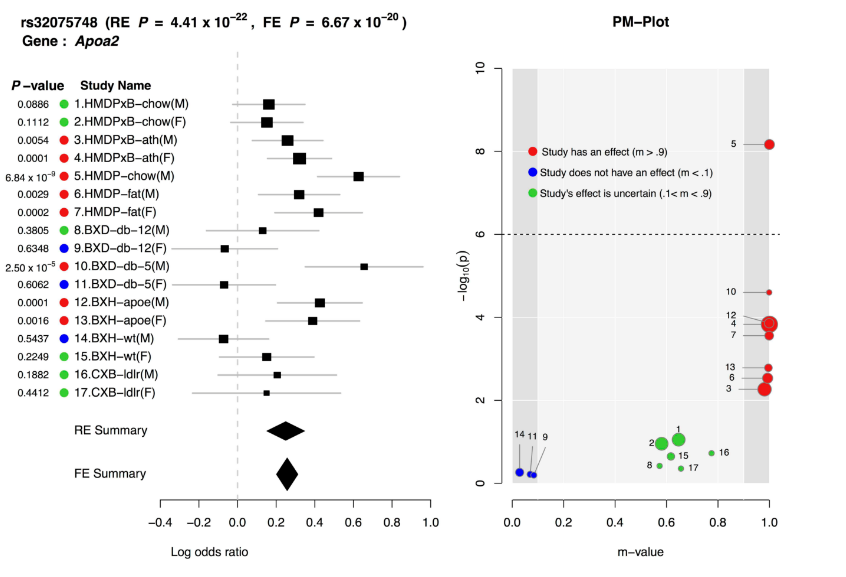 rs32075748 (RE P = 4.41 x 10⁻²² , FE P = 6.67 x 10⁻²⁰ )
Gene : Apoa2
P −value Study Name
0.0886 1.HMDPxB−chow(M)
0.1112 2.HMDPxB−chow(F)
0.0054 3.HMDPxB−ath(M)
0.0001 4.HMDPxB−ath(F)
6.84 x 10⁻⁹ 5.HMDP−chow(M)
0.0029 6.HMDP−fat(M)
0.0002 7.HMDP−fat(F)
0.3805 8.BXD−db−12(M)
0.6348 9.BXD−db−12(F)
2.50 x 10⁻⁵ 10.BXD−db−5(M)
0.6062 11.BXD−db−5(F)
0.0001 12.BXH−apoe(M)
0.0016 13.BXH−apoe(F)
0.5437 14.BXH−wt(M)
0.2249 15.BXH−wt(F)
0.1882 16.CXB−ldlr(M)
0.4412 17.CXB−ldlr(F)
RE Summary
FE Summary
−0.4 −0.2 0.0 0.2 0.4 0.6 0.8 1.0
Log odds ratio
PM−Plot
−log₁₀(p)
10
8
6
4
2
0
Study has an effect (m > .9)
Study does not have an effect (m < .1)
Study's effect is uncertain (.1< m < .9)
5
10
12
4
7
13
6
3
1
2
15
16
8
17
14 11 9
0.0 0.2 0.4 0.6 0.8 1.0
m−value